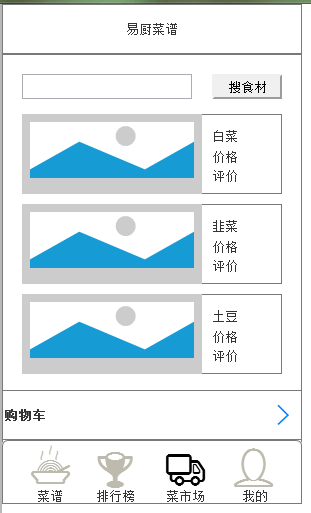 易厨菜谱
搜食材
白菜
价格
评价
韭菜
价格
评价
土豆
价格
评价
购物车
菜谱 排行榜 菜市场 我的